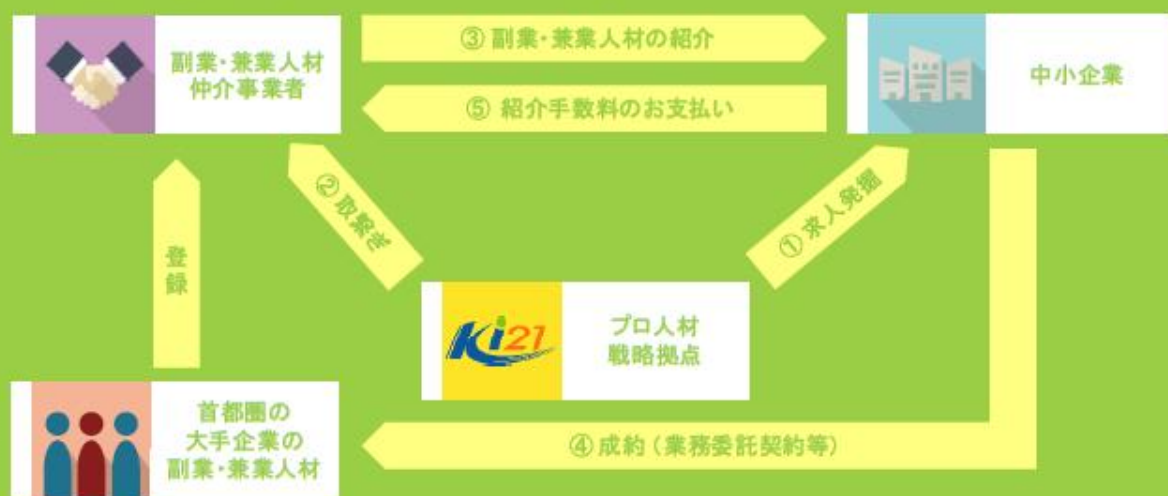 副業・兼業人材
仲介事業者
③ 副業・兼業人材の紹介
⑤ 紹介手数料のお支払い
中小企業
登録
② 取繋ぎ
① 求人発掘
Ki21
プロ人材
戦略拠点
首都圏の
大手企業の
副業・兼業人材
④ 成約（業務委託契約等）